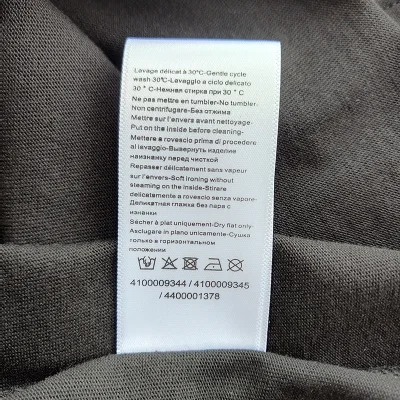 Lavage délicat à 30°C-Gentle cycle
wash 30°C-Lavaggio a ciclo delicato
30 ° C-Нежная стирка при 30 ° C
Ne pas mettre en tumbler-No tumbler-
Non centrifugare-Без отжима
Mettre sur l'envers avant nettoyage-
Put on the inside before cleaning-
Mettere a rovescio prima di procedere
al lavaggio-Вывернуть изделие
наизнанку перед чисткой
Repasser délicatement sans vapeur
sur l'envers-Soft ironing without
steaming on the inside-Stirare
delicatamente a rovescio senza vapore-
Деликатная глажка без пара с
изнанки
Sécher à plat uniquement-Dry flat only-
Asciugare in piano unicamente-Сушка
только в горизонтальном
положении
4100009344 / 4100009345
/ 4400001378